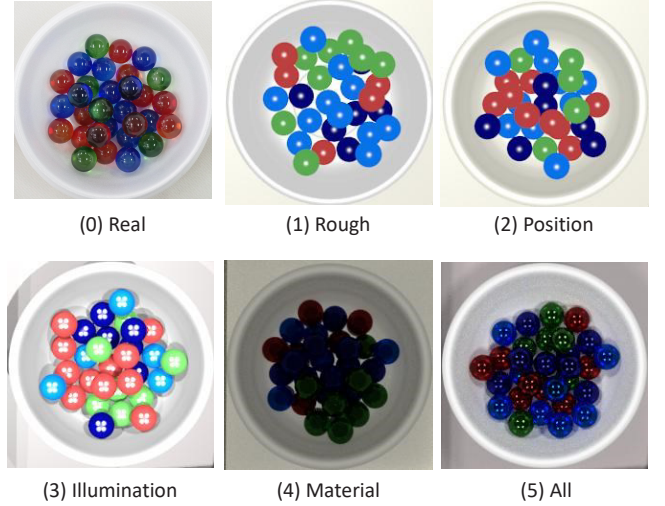 (0) Real
(1) Rough
(2) Position
(3) Illumination
(4) Material
(5) All